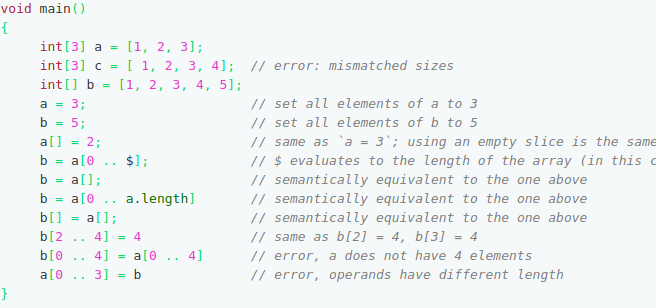 void main()
{
int[3] a = [1, 2, 3];
int[3] c = [ 1, 2, 3, 4];  // error: mismatched sizes
int[] b = [1, 2, 3, 4, 5];
a = 3;  // set all elements of a to 3
b = 5;  // set all elements of b to 5
a[] = 2;  // same as `a = 3`; using an empty slice is the same
b = a[0 .. $];  // $ evaluates to the length of the array (in this c
b = a[];  // semantically equivalent to the one above
b = a[0 .. a.length]  // semantically equivalent to the one above
b[] = a[];  // semantically equivalent to the one above
b[2 .. 4] = 4  // same as b[2] = 4, b[3] = 4
b[0 .. 4] = a[0 .. 4]  // error, a does not have 4 elements
a[0 .. 3] = b  // error, operands have different length
}